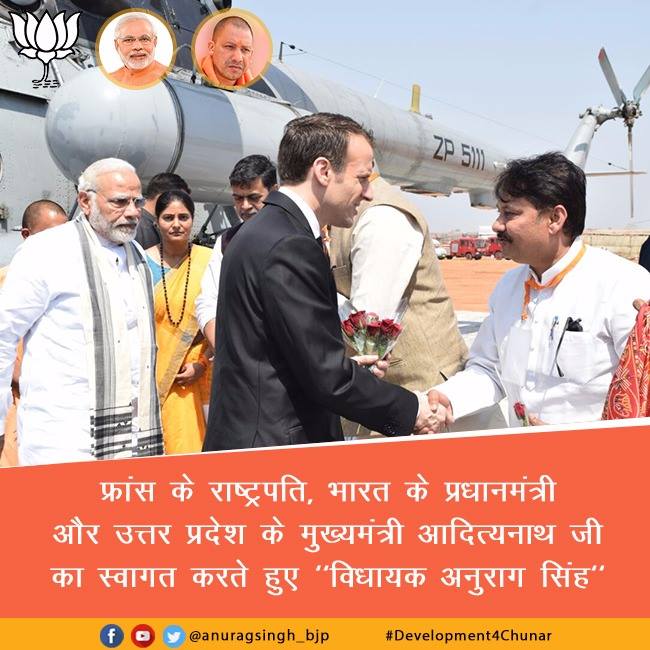 ZP 5111
फ्रांस के राष्ट्रपति, भारत के प्रधानमंत्री
और उत्तर प्रदेश के मुख्यमंत्री आदित्यनाथ जी
का स्वागत करते हुए "विधायक अनुराग सिंह"
@anuragsingh_bjp #Development4Chunar